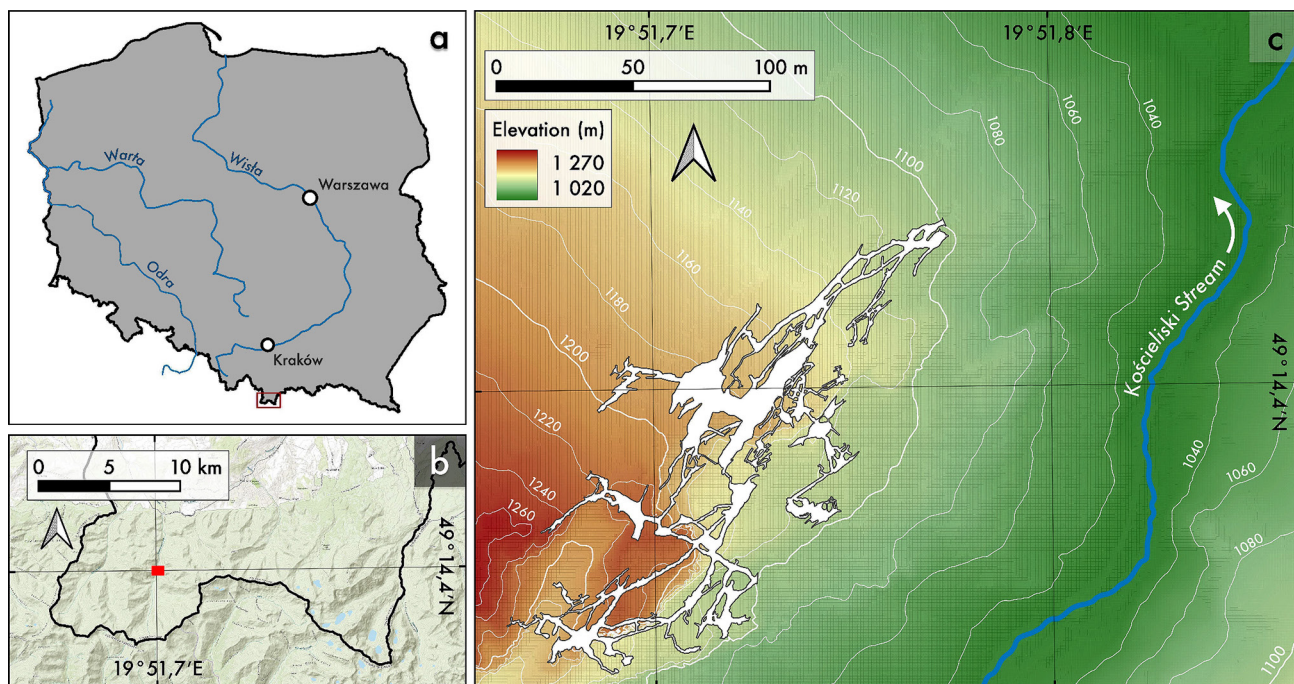 a
Warta
Wisła
Warszawa
Odra
Kraków
b
0 5 10 km
49°14,4'N
19°51,7'E
c
19°51,7'E
19°51,8'E
0 50 100 m
Elevation (m)
1 270
1 020
1100
1080
1060
1040
1120
1140
1160
1180
1200
1220
1240
1260
Kościeliski Stream
49°14,4'N
1040
1060
1080
1100